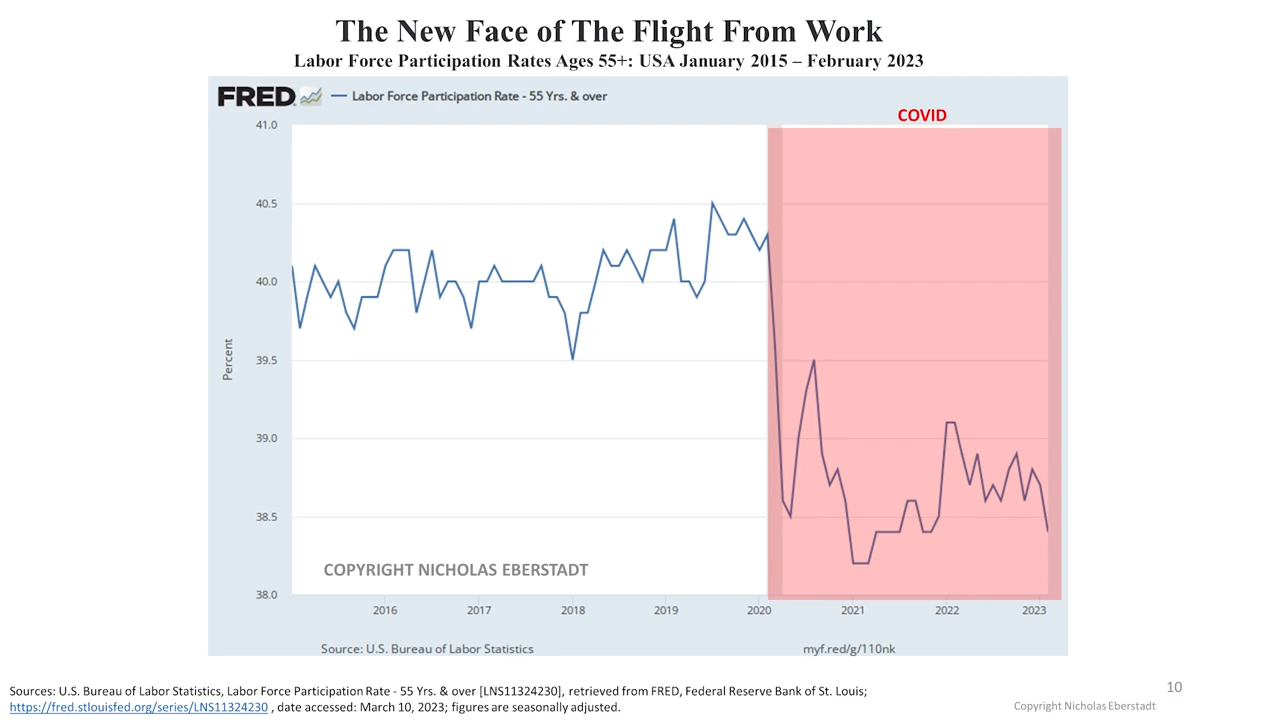 The New Face of The Flight From Work
Labor Force Participation Rates Ages 55+: USA January 2015 – February 2023
FRED
Labor Force Participation Rate - 55 Yrs. & over
COVID
41.0
40.5
40.0
39.5
39.0
38.5
38.0
Percent
COPYRIGHT NICHOLAS EBERSTADT
2016 2017 2018 2019 2020 2021 2022 2023
Source: U.S. Bureau of Labor Statistics
myf.red/g/110nk
Sources: U.S. Bureau of Labor Statistics, Labor Force Participation Rate - 55 Yrs. & over [LNS11324230], retrieved from FRED, Federal Reserve Bank of St. Louis;
https://fred.stlouisfed.org/series/LNS11324230 , date accessed: March 10, 2023; figures are seasonally adjusted.
10
Copyright Nicholas Eberstadt